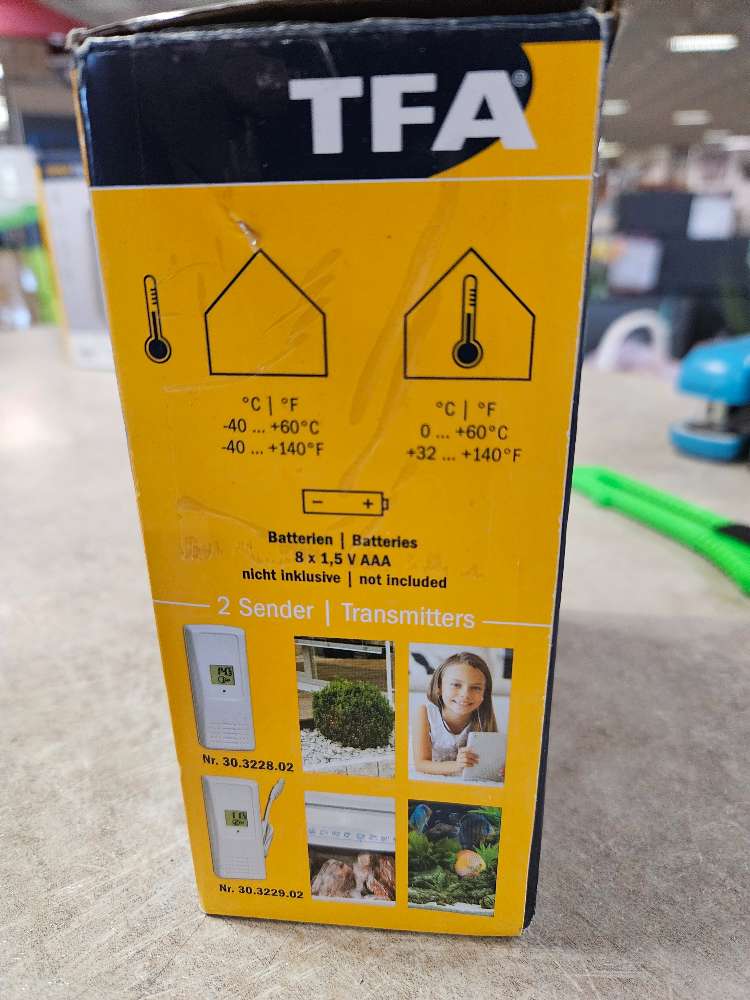 TFA®
°C | °F
-40 ... +60°C
-40 ... +140°F
°C | °F
0 ... +60°C
+32 ... +140°F
- +
Batterien | Batteries
8 x 1,5 V AAA
nicht inklusive | not included
2 Sender | Transmitters
Nr. 30.3228.02
Nr. 30.3229.02